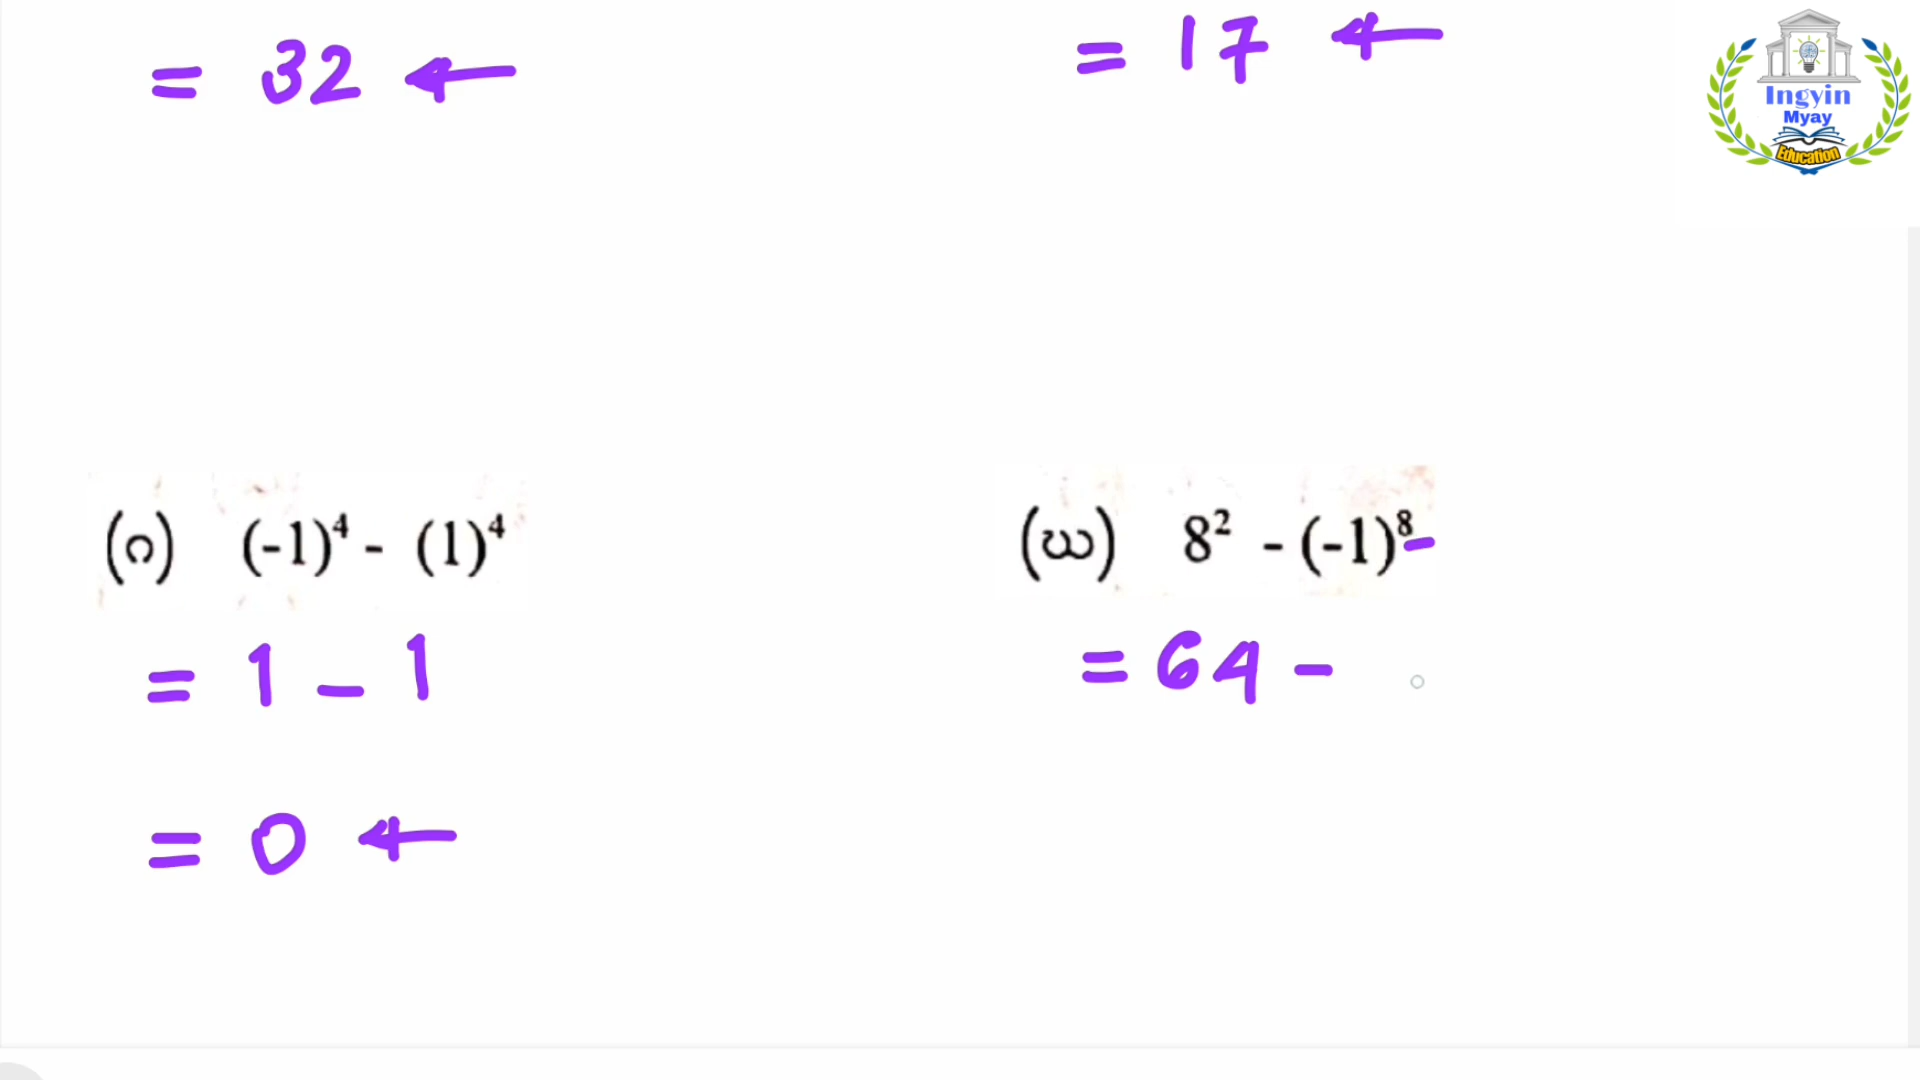 = 32 ←
= 17 ←
Ingyin
Myay
Education
(ဂ) (-1)⁴ - (1)⁴
= 1 - 1
= 0 ←
(ဃ) 8² - (-1)⁸ -
= 64 -